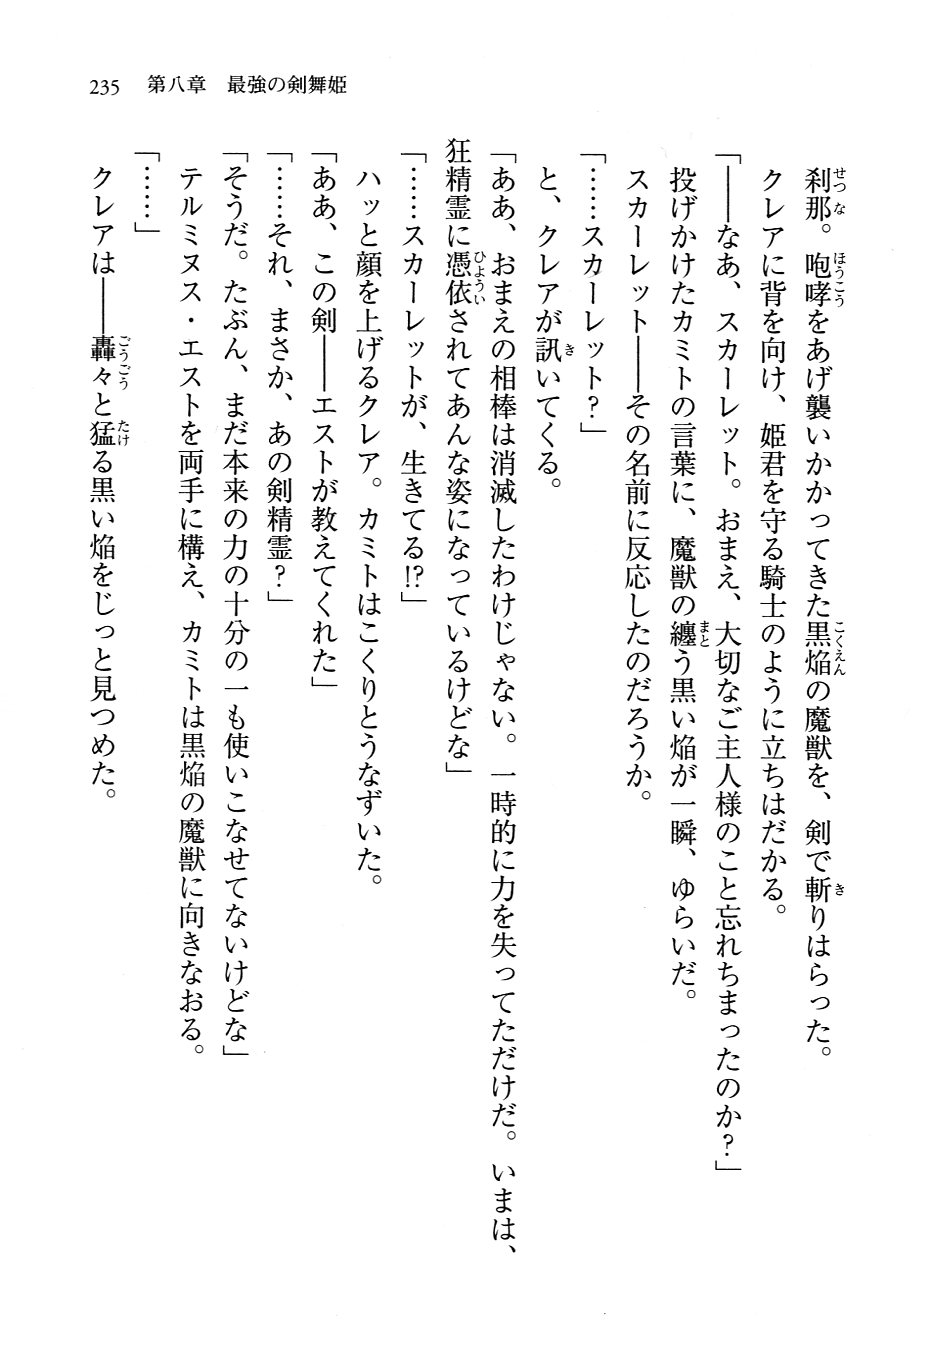 235　第八章　最強の剣舞姫
刹那。咆哮をあげ襲いかかってきた黒焔の魔獣を、剣で斬りはらった。
クレアに背を向け、姫君を守る騎士のように立ちはだかる。
「――なあ、スカーレット。おまえ、大切なご主人様のこと忘れちまったのか？」
投げかけたカミトの言葉に、魔獣の纏う黒い焔が一瞬、ゆらいだ。
スカーレット――その名前に反応したのだろうか。
「……スカーレット？」
と、クレアが訊いてくる。
「ああ、おまえの相棒は消滅したわけじゃない。一時的に力を失ってただけだ。いまは、
狂精霊に憑依されてあんな姿になっているけどな」
「……スカーレットが、生きてる!?」
ハッと顔を上げるクレア。カミトはこくりとうなずいた。
「ああ、この剣――エストが教えてくれた」
「……それ、まさか、あの剣精霊？」
「そうだ。たぶん、まだ本来の力の十分の一も使いこなせてないけどな」
テルミヌス・エストを両手に構え、カミトは黒焔の魔獣に向きなおる。
「……」
クレアは――轟々と猛る黒い焔をじっと見つめた。